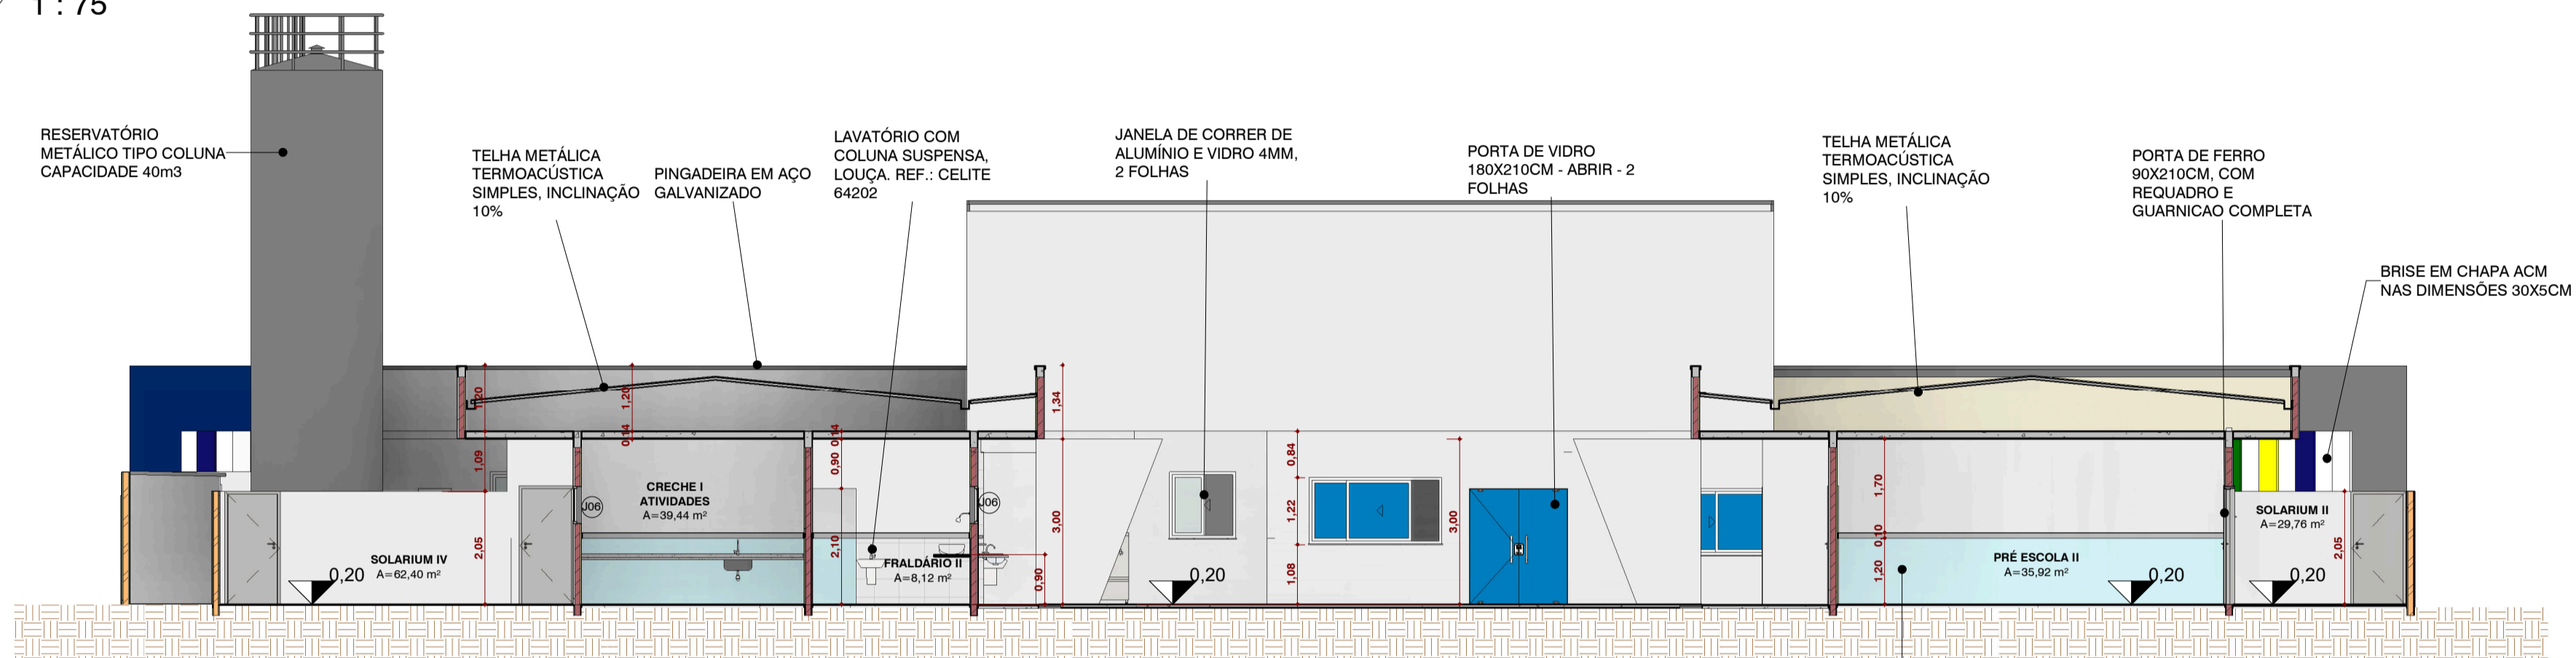 1 : 75
RESERVATÓRIO
METÁLICO TIPO COLUNA
CAPACIDADE 40m3
TELHA METÁLICA
TERMOACÚSTICA
SIMPLES, INCLINAÇÃO
10%
PINGADEIRA EM AÇO
GALVANIZADO
LAVATÓRIO COM
COLUNA SUSPENSA,
LOUÇA. REF.: CELITE
64202
JANELA DE CORRER DE
ALUMÍNIO E VIDRO 4MM,
2 FOLHAS
PORTA DE VIDRO
180X210CM - ABRIR - 2
FOLHAS
TELHA METÁLICA
TERMOACÚSTICA
SIMPLES, INCLINAÇÃO
10%
PORTA DE FERRO
90X210CM, COM
REQUADRO E
GUARNICAO COMPLETA
BRISE EM CHAPA ACM
NAS DIMENSÕES 30X5CM
1,20
1,09
2,05
1,20
0,14
0,14
0,90
2,10
1,34
3,00
0,90
0,84
1,22
1,08
3,00
1,70
0,10
1,20
2,05
SOLARIUM IV
A=62,40 m²
0,20
J06
CRECHE I
ATIVIDADES
A=39,44 m²
FRALDÁRIO II
A=8,12 m²
J06
0,20
PRÉ ESCOLA II
A=35,92 m²
0,20
SOLARIUM II
A=29,76 m²
0,20